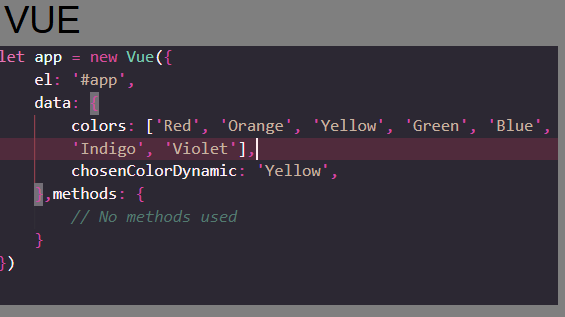 VUE
let app = new Vue({
    el: '#app',
    data: {
        colors: ['Red', 'Orange', 'Yellow', 'Green', 'Blue',
        'Indigo', 'Violet'],
        chosenColorDynamic: 'Yellow',
    },methods: {
        // No methods used
    }
})